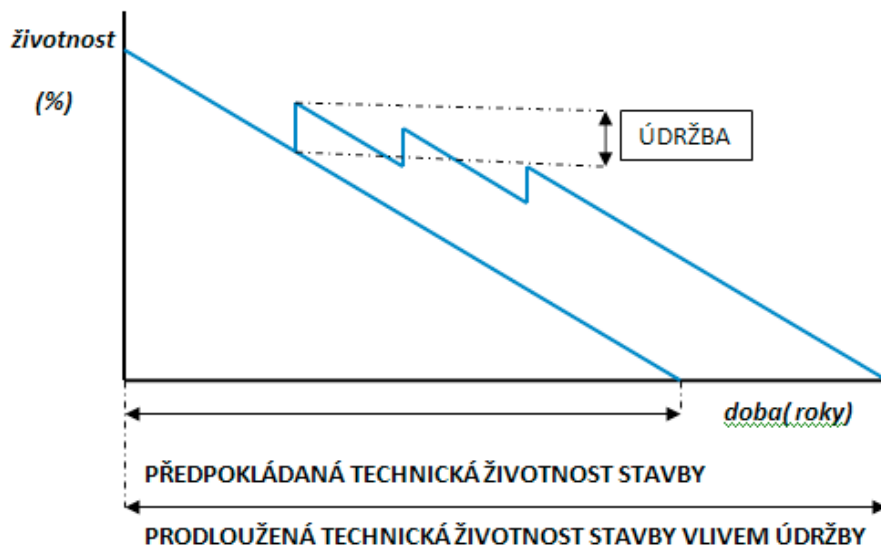 životnost
(%)
ÚDRŽBA
doba( roky)
PŘEDPOKLÁDANÁ TECHNICKÁ ŽIVOTNOST STAVBY
PRODLOUŽENÁ TECHNICKÁ ŽIVOTNOST STAVBY VLIVEM ÚDRŽBY